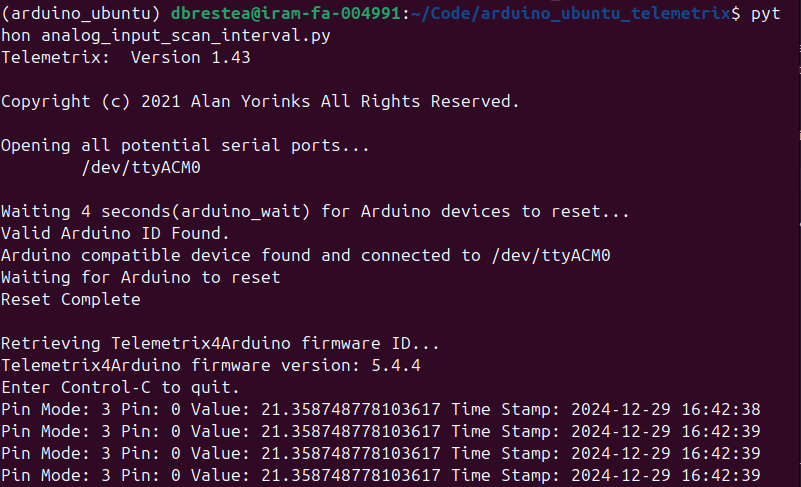 (arduino_ubuntu) dbrestea@iram-fa-004991:~/Code/arduino_ubuntu_telemetrix$ pyt
hon analog_input_scan_interval.py
Telemetrix:  Version 1.43

Copyright (c) 2021 Alan Yorinks All Rights Reserved.

Opening all potential serial ports...
        /dev/ttyACM0

Waiting 4 seconds(arduino_wait) for Arduino devices to reset...
Valid Arduino ID Found.
Arduino compatible device found and connected to /dev/ttyACM0
Waiting for Arduino to reset
Reset Complete

Retrieving Telemetrix4Arduino firmware ID...
Telemetrix4Arduino firmware version: 5.4.4
Enter Control-C to quit.
Pin Mode: 3 Pin: 0 Value: 21.358748778103617 Time Stamp: 2024-12-29 16:42:38
Pin Mode: 3 Pin: 0 Value: 21.358748778103617 Time Stamp: 2024-12-29 16:42:39
Pin Mode: 3 Pin: 0 Value: 21.358748778103617 Time Stamp: 2024-12-29 16:42:39
Pin Mode: 3 Pin: 0 Value: 21.358748778103617 Time Stamp: 2024-12-29 16:42:39